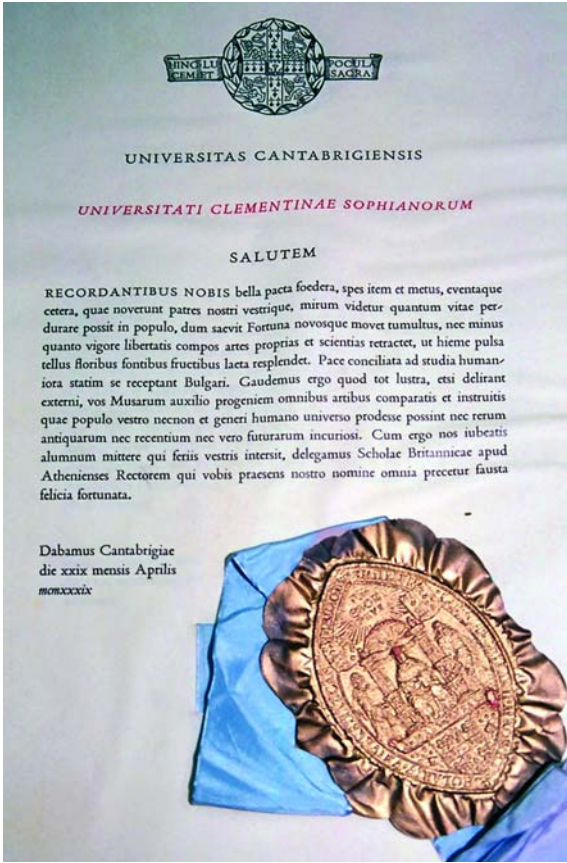 HINC LU
CEM ET
POCULA
SACRA
UNIVERSITAS CANTABRIGIENSIS
UNIVERSITATI CLEMENTINAE SOPHIANORUM
SALUTEM
RECORDANTIBUS NOBIS bella pacta foedera, spes item et metus, eventaque
cetera, quae noverunt patres nostri vestrique, mirum videtur quantum vitae per-
durare possit in populo, dum saevit Fortuna novosque movet tumultus, nec minus
quanto vigore libertatis compos artes proprias et scientias retractet, ut hieme pulsa
tellus floribus fontibus fructibus laeta resplendet. Pace conciliata ad studia human-
iora statim se receptant Bulgari. Gaudemus ergo quod tot lustra, etsi delirant
externi, vos Musarum auxilio progeniem omnibus artibus comparatis et instruitis
quae populo vestro necnon et generi humano universo prodesse possint nec rerum
antiquarum nec recentium nec vero futurarum incuriosi. Cum ergo nos iubeatis
alumnum mittere qui feriis vestris intersit, delegamus Scholae Britannicae apud
Athenienses Rectorem qui vobis praesens nostro nomine omnia precetur fausta
felicia fortunata.
Dabamus Cantabrigiae
die xxix mensis Aprilis
mcmxxxix